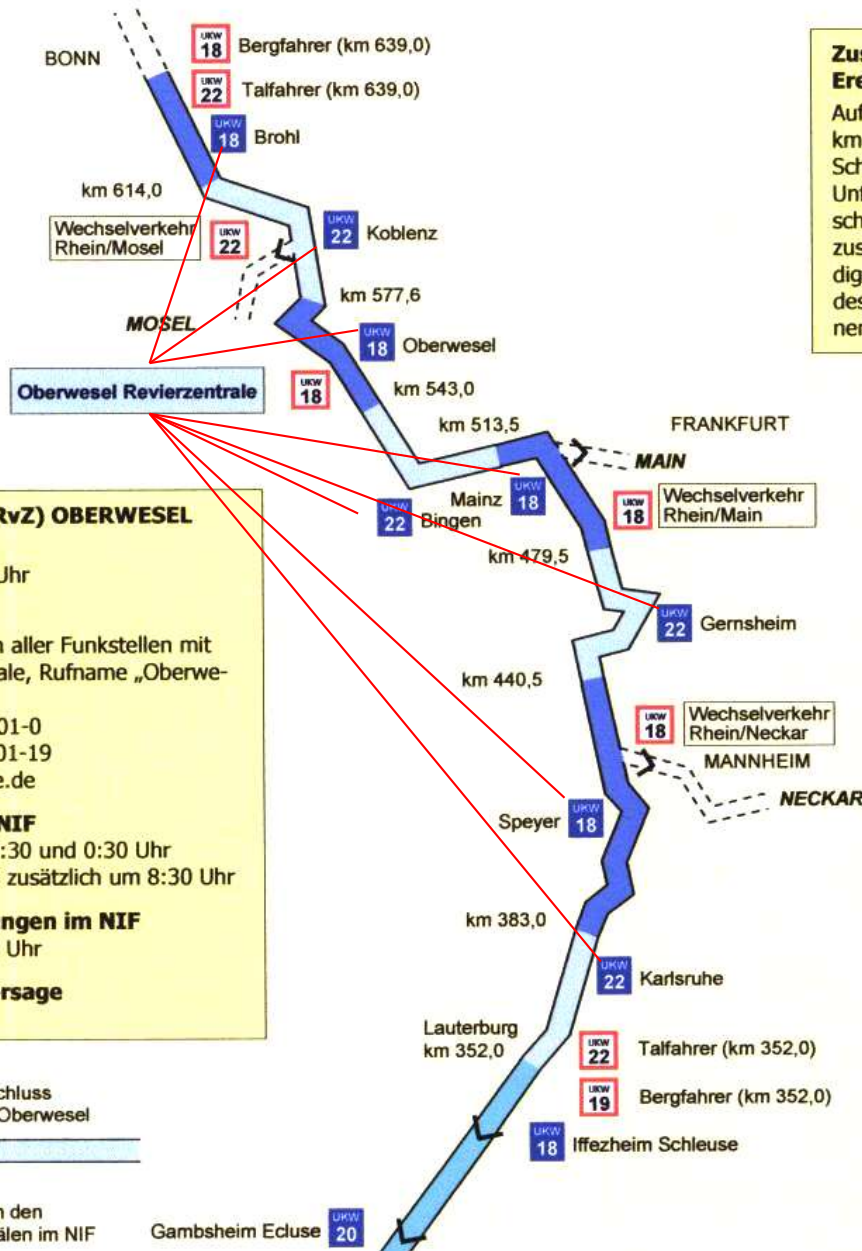 BONN
UKW
18
Bergfahrer (km 639,0)
UKW
22
Talfahrer (km 639,0)
UKW
18
Brohl
km 614,0
Wechselverkehr
Rhein/Mosel
UKW
22
UKW
22
Koblenz
MOSEL
km 577,6
UKW
18
Oberwesel
Oberwesel Revierzentrale
UKW
18
km 543,0
km 513,5
FRANKFURT
MAIN
Mainz
UKW
18
UKW
18
Wechselverkehr
Rhein/Main
UKW
22
Bingen
km 479,5
UKW
22
Gernsheim
km 440,5
UKW
18
Wechselverkehr
Rhein/Neckar
MANNHEIM
NECKAR
Speyer
UKW
18
km 383,0
UKW
22
Karlsruhe
Lauterburg
km 352,0
UKW
22
Talfahrer (km 352,0)
UKW
19
Bergfahrer (km 352,0)
UKW
18
Iffezheim Schleuse
Gambsheim Ecluse
UKW
20
Zus
Ere
Auf
km
Sch
Unt
sch
zus
dig
des
ner
RvZ) OBERWESEL
Uhr
n aller Funkstellen mit
ale, Rufname „Oberwe-
01-0
01-19
e.de
NIF
:30 und 0:30 Uhr
zusätzlich um 8:30 Uhr
ungen im NIF
Uhr
ersage
chluss
Oberwesel
n den
älen im NIF